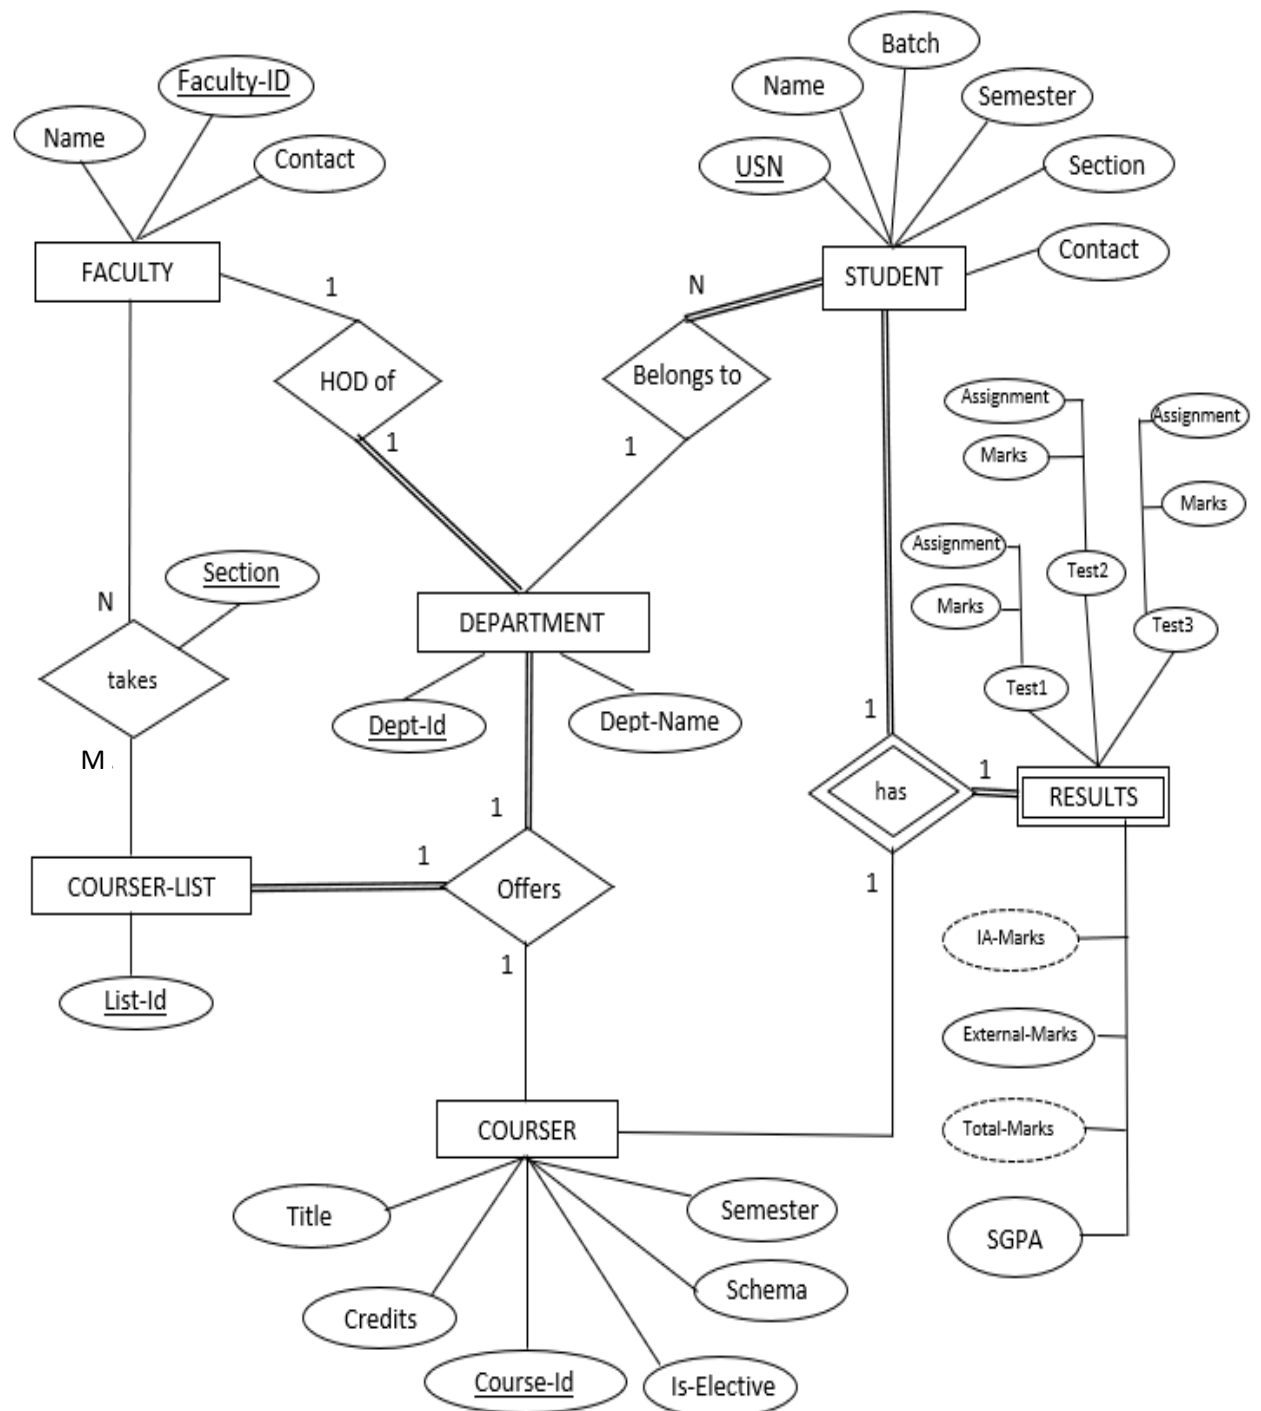 Batch
Faculty-ID
Name
Semester
Name
Contact
USN
Section
Contact
FACULTY
STUDENT
1
N
HOD of
Belongs to
Assignment
Assignment
1
1
Marks
Marks
Assignment
Section
Test2
N
Marks
DEPARTMENT
Test3
takes
Test1
Dept-Id
Dept-Name
1
M
1
has
RESULTS
1
1
COURSER-LIST
Offers
1
IA-Marks
1
List-Id
External-Marks
COURSER
Total-Marks
Title
Semester
SGPA
Schema
Credits
Course-Id
Is-Elective